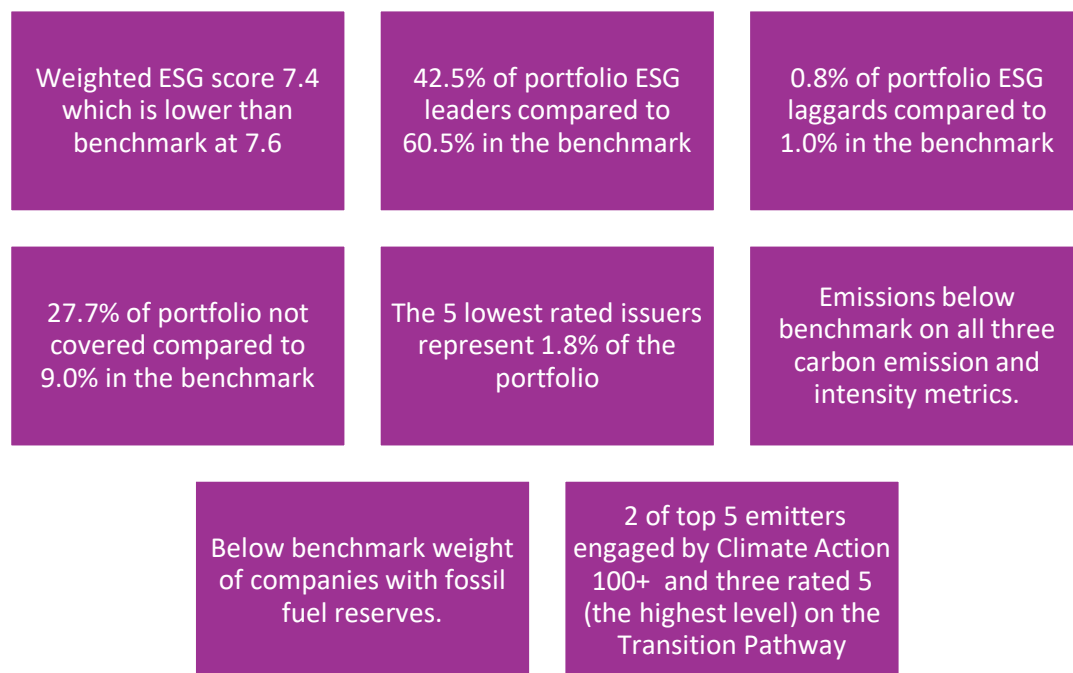 Weighted ESG score 7.4
which is lower than
benchmark at 7.6
42.5% of portfolio ESG
leaders compared to
60.5% in the benchmark
0.8% of portfolio ESG
laggards compared to
1.0% in the benchmark
27.7% of portfolio not
covered compared to
9.0% in the benchmark
The 5 lowest rated issuers
represent 1.8% of the
portfolio
Emissions below
benchmark on all three
carbon emission and
intensity metrics.
Below benchmark weight
of companies with fossil
fuel reserves.
2 of top 5 emitters
engaged by Climate Action
100+ and three rated 5
(the highest level) on the
Transition Pathway